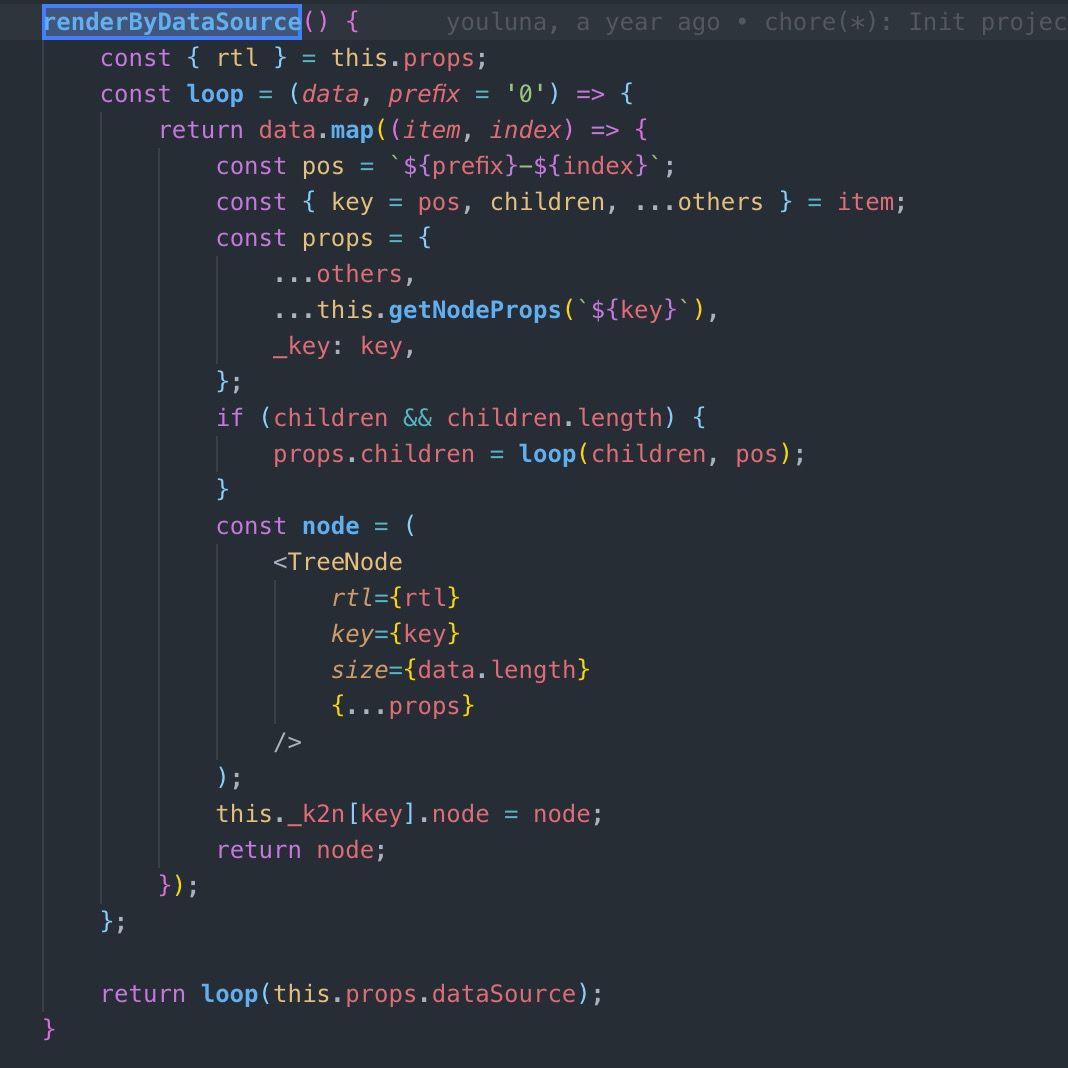 renderByDataSource() {    youluna, a year ago • chore(*): Init projec
    const { rtl } = this.props;
    const loop = (data, prefix = '0') => {
        return data.map((item, index) => {
            const pos = `${prefix}-${index}`;
            const { key = pos, children, ...others } = item;
            const props = {
                ...others,
                ...this.getNodeProps(`${key}`),
                _key: key,
            };
            if (children && children.length) {
                props.children = loop(children, pos);
            }
            const node = (
                <TreeNode
                    rtl={rtl}
                    key={key}
                    size={data.length}
                    {...props}
                />
            );
            this._k2n[key].node = node;
            return node;
        });
    };

    return loop(this.props.dataSource);
}